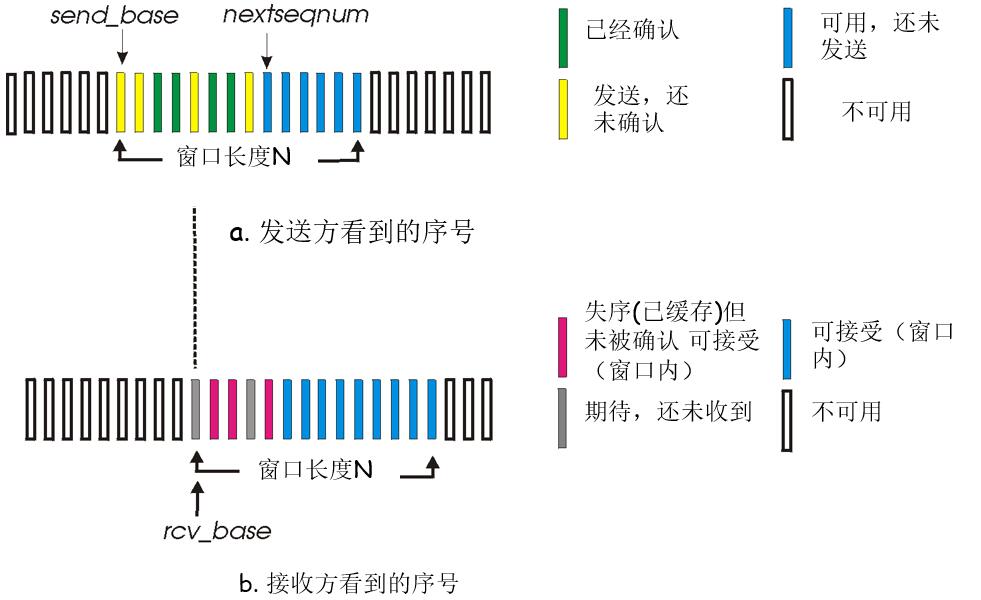 send_base
nextseqnum
窗口长度N
a. 发送方看到的序号
已经确认
可用，还未
发送
发送，还
未确认
不可用
失序(已缓存)但
未被确认 可接受
（窗口内）
可接受（窗口
内）
期待，还未收到
不可用
窗口长度N
rcv_base
b. 接收方看到的序号